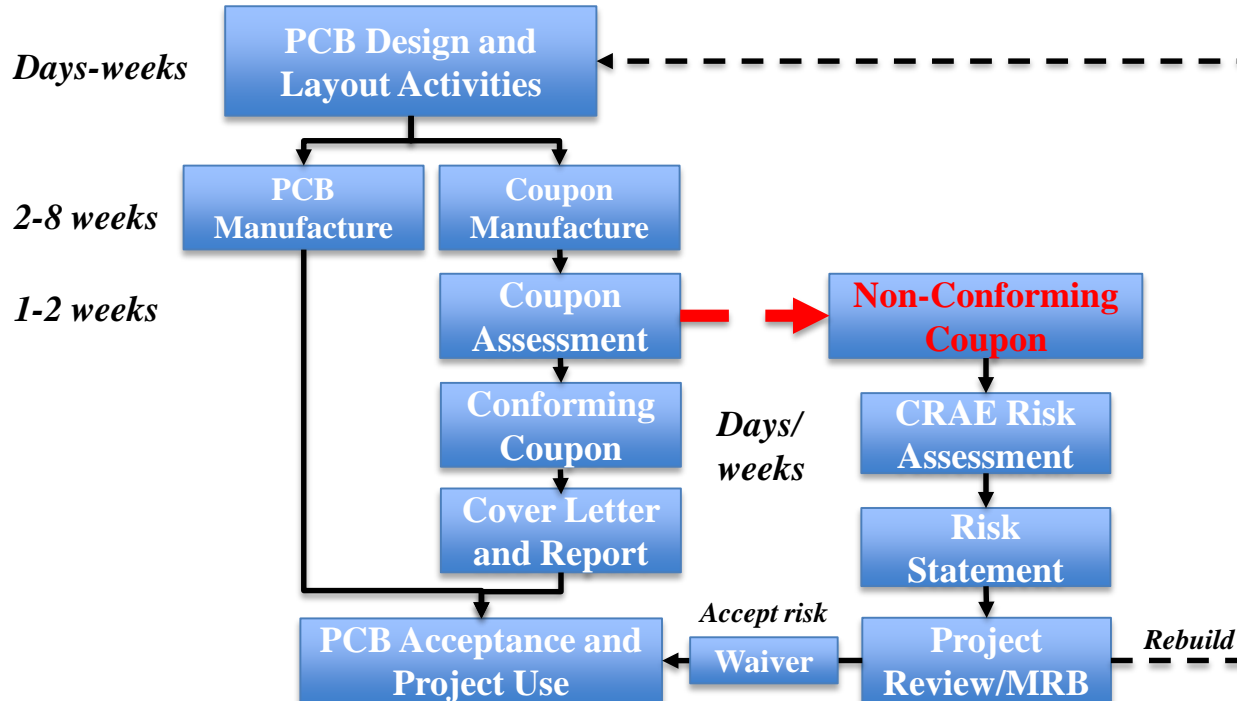 PCB Design and
Layout Activities
Days-weeks
PCB
Manufacture
Coupon
Manufacture
2-8 weeks
Coupon
Assessment
Non-Conforming
Coupon
1-2 weeks
Conforming
Coupon
Days/
weeks
CRAE Risk
Assessment
Cover Letter
and Report
Risk
Statement
PCB Acceptance and
Project Use
Accept risk
Waiver
Project
Review/MRB
Rebuild